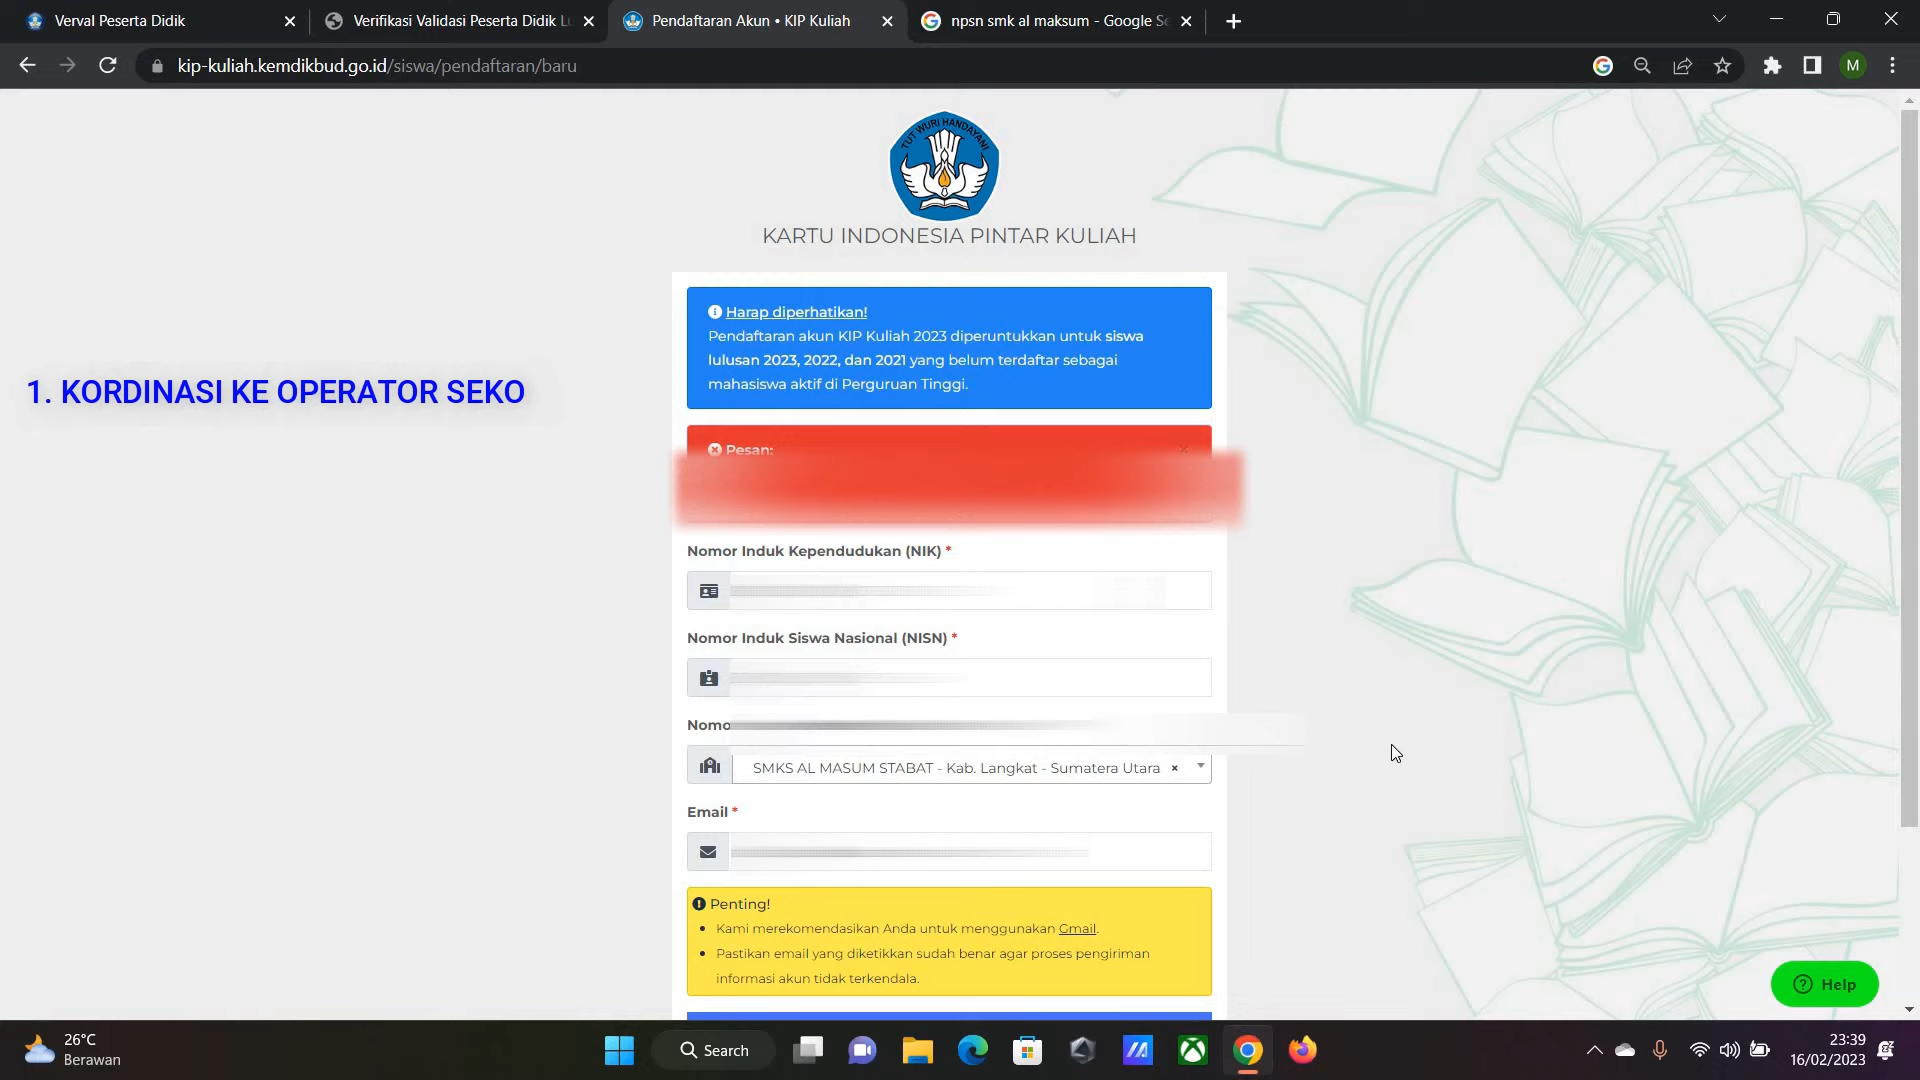 Verval Peserta Didik
Verifikasi Validasi Peserta Didik L
Pendaftaran Akun • KIP Kuliah
npsn smk al maksum - Google Se
kip-kuliah.kemdikbud.go.id/siswa/pendaftaran/baru
M
TUT WURI HANDAYANI
KARTU INDONESIA PINTAR KULIAH
Harap diperhatikan!
Pendaftaran akun KIP Kuliah 2023 diperuntukkan untuk siswa
lulusan 2023, 2022, dan 2021 yang belum terdaftar sebagai
mahasiswa aktif di Perguruan Tinggi.
1. KORDINASI KE OPERATOR SEKO
Pesan:
Nomor Induk Kependudukan (NIK) *
Nomor Induk Siswa Nasional (NISN) *
Nomo
SMKS AL MASUM STABAT - Kab. Langkat - Sumatera Utara
Email *
Penting!
Kami merekomendasikan Anda untuk menggunakan Gmail.
Pastikan email yang diketikkan sudah benar agar proses pengiriman
informasi akun tidak terkendala.
Help
26°C
Berawan
Search
23:39
16/02/2023